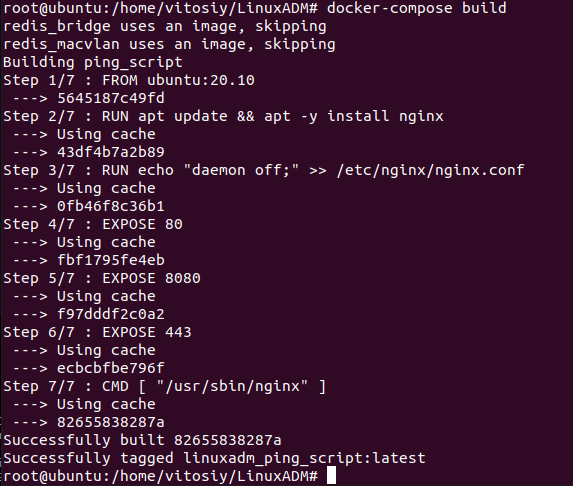 root@ubuntu:/home/vitosiy/LinuxADM# docker-compose build
redis_bridge uses an image, skipping
redis_macvlan uses an image, skipping
Building ping_script
Step 1/7 : FROM ubuntu:20.10
 ---> 5645187c49fd
Step 2/7 : RUN apt update && apt -y install nginx
 ---> Using cache
 ---> 43df4b7a2b89
Step 3/7 : RUN echo "daemon off;" >> /etc/nginx/nginx.conf
 ---> Using cache
 ---> 0fb46f8c36b1
Step 4/7 : EXPOSE 80
 ---> Using cache
 ---> fbf1795fe4eb
Step 5/7 : EXPOSE 8080
 ---> Using cache
 ---> f97dddf2c0a2
Step 6/7 : EXPOSE 443
 ---> Using cache
 ---> ecbcbfbe796f
Step 7/7 : CMD [ "/usr/sbin/nginx" ]
 ---> Using cache
 ---> 82655838287a
Successfully built 82655838287a
Successfully tagged linuxadm_ping_script:latest
root@ubuntu:/home/vitosiy/LinuxADM#